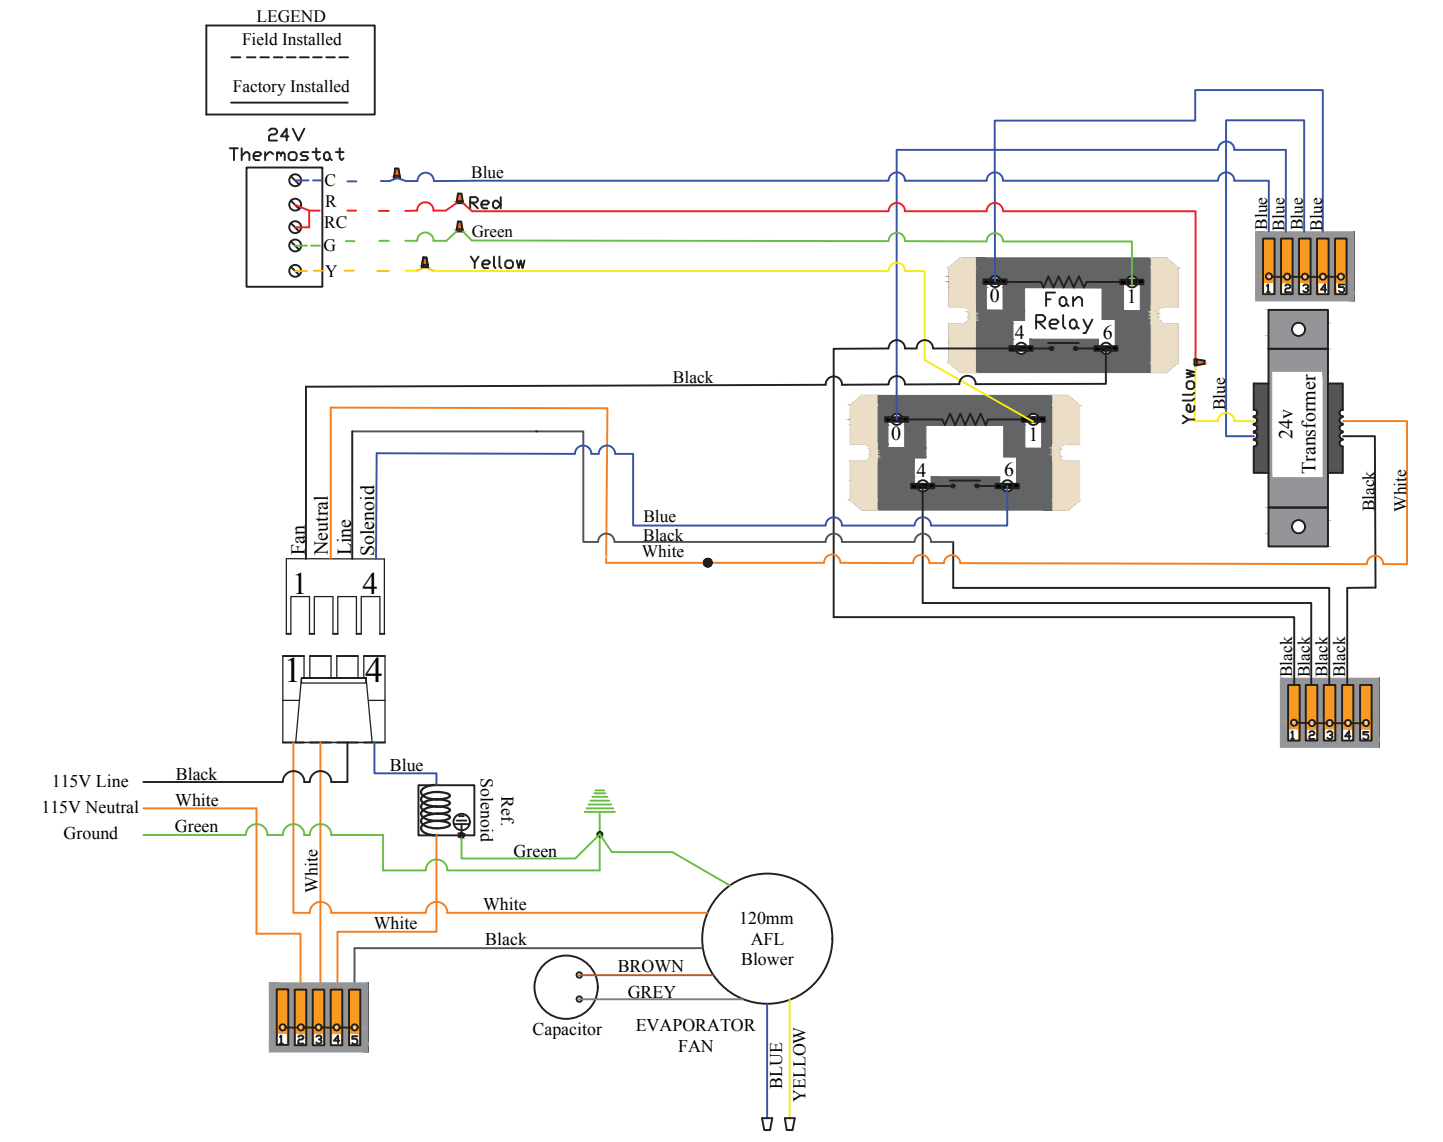 LEGEND
Field Installed
Factory Installed
24V
Thermostat
C
R
RC
G
Y
Blue
Red
Green
Yellow
Blue
Blue
Blue
Blue
1
2
3
4
5
0
1
Fan
Relay
4
6
Black
Yellow
Blue
24v
Transformer
Black
White
0
1
4
6
Fan
Neutral
Line
Solenoid
Blue
Black
White
1
4
Black
Black
Black
Black
1
2
3
4
5
1
4
115V Line
Black
Blue
115V Neutral
White
Ground
Green
Ref.
Solenoid
Green
White
White
White
Black
120mm
AFL
Blower
BROWN
GREY
Capacitor
EVAPORATOR
FAN
BLUE
YELLOW
1
2
3
4
5